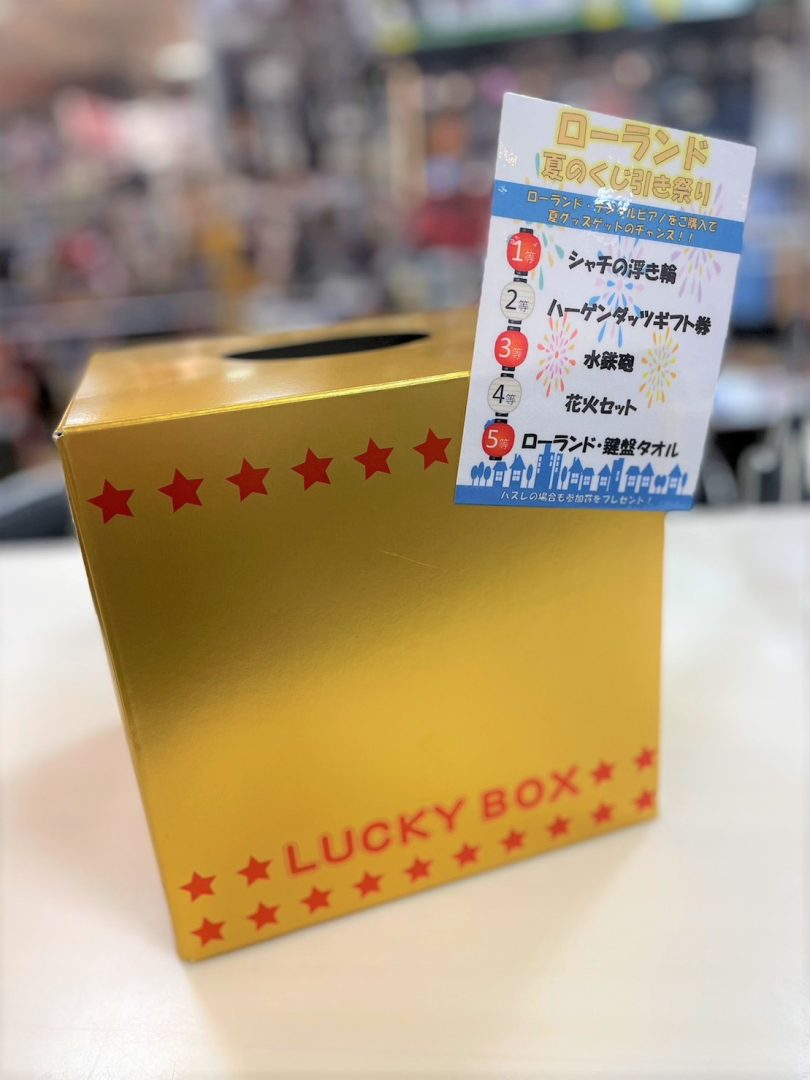 ローランド
夏のくじ引き祭り
ローランド・デジタルピアノをご購入で
夏グッズゲットのチャンス！！
1等 シャチの浮き輪
2等 ハーゲンダッツギフト券
3等 水鉄砲
4等 花火セット
5等 ローランド・鍵盤タオル
ハズレの場合も参加賞をプレゼント！
LUCKY BOX